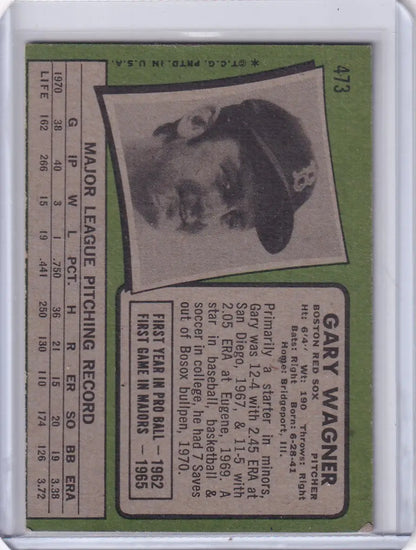 473
GARY WAGNER
BOSTON RED SOX PITCHER
Ht: 6'4" Wt: 190 Throws: Right
Bats: Right Born: 6-28-41
Home: Bridgeport, Ill.
Primarily a starter in minors,
Gary was 12-4 with 2.45 ERA at
San Diego, 1967, & 11-5 with
2.05 ERA at Eugene, 1969. A
star in baseball, basketball &
soccer in college, he had 7 Saves
out of Bosox bullpen, 1970.
FIRST YEAR IN PRO BALL — 1962
FIRST GAME IN MAJORS 1965
B
* © T.C.G. PRTD. IN U.S.A.
MAJOR LEAGUE PITCHING RECORD
G IP W L PCT. H R ER SO BB ERA
1970 38 40 3 1 .750 36 21 15 20 19 3.38
LIFE 162 266 15 19 .441 250 130 110 174 126 3.72